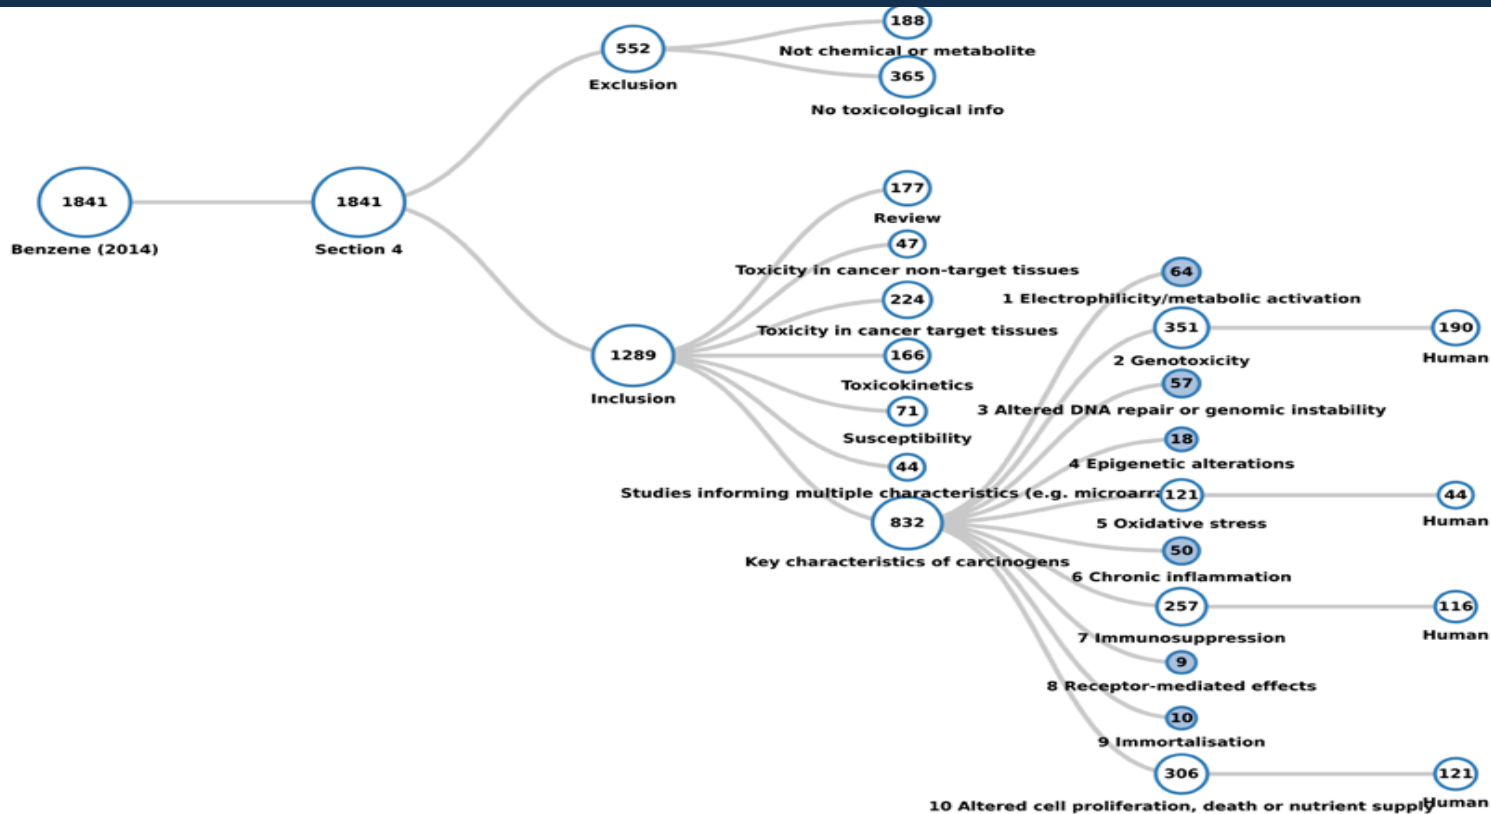 188
Not chemical or metabolite
552
Exclusion
365
No toxicological info
1841
Benzene (2014)
1841
Section 4
177
Review
47
Toxicity in cancer non-target tissues
224
Toxicity in cancer target tissues
1289
Inclusion
166
Toxicokinetics
71
Susceptibility
44
Studies informing multiple characteristics (e.g. microarra
832
Key characteristics of carcinogens
64
1 Electrophilicity/metabolic activation
351
2 Genotoxicity
190
Human
57
3 Altered DNA repair or genomic instability
18
4 Epigenetic alterations
121
5 Oxidative stress
44
Human
50
6 Chronic inflammation
257
7 Immunosuppression
116
Human
9
8 Receptor-mediated effects
10
9 Immortalisation
306
10 Altered cell proliferation, death or nutrient supply
121
Human